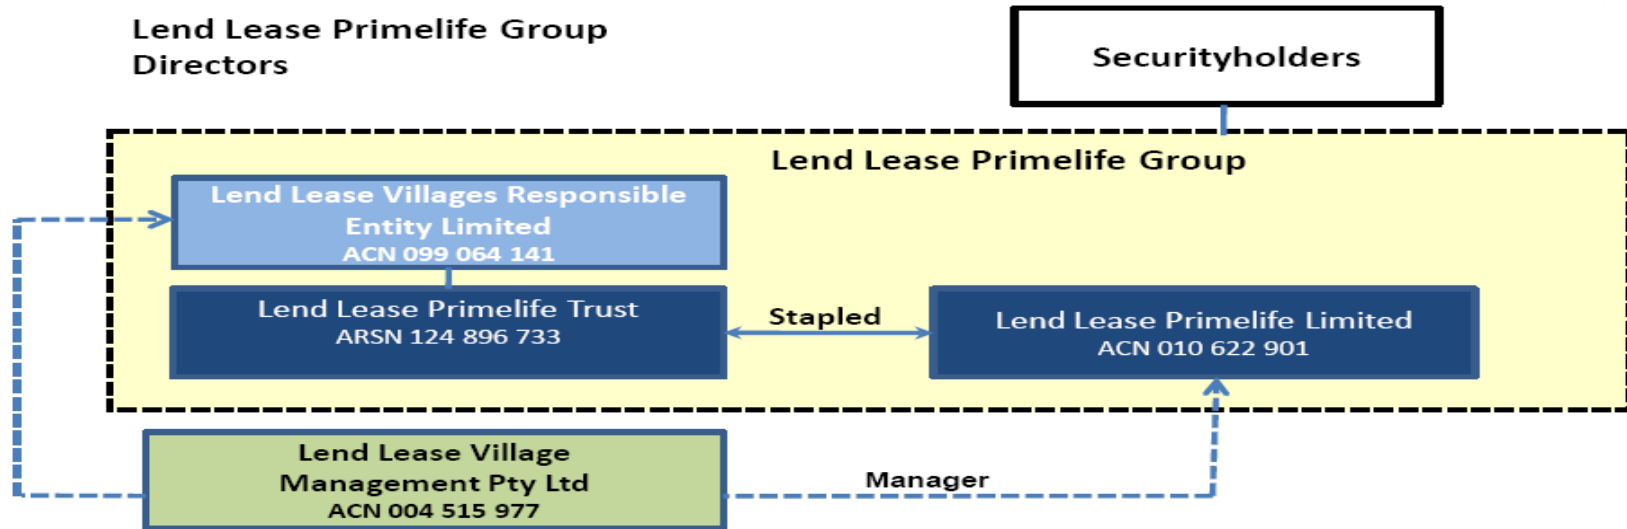 Lend Lease Primelife Group
Directors
Securityholders
Lend Lease Primelife Group
Lend Lease Villages Responsible
Entity Limited
ACN 099 064 141
Lend Lease Primelife Trust
ARSN 124 896 733
Stapled
Lend Lease Primelife Limited
ACN 010 622 901
Lend Lease Village
Management Pty Ltd
ACN 004 515 977
Manager